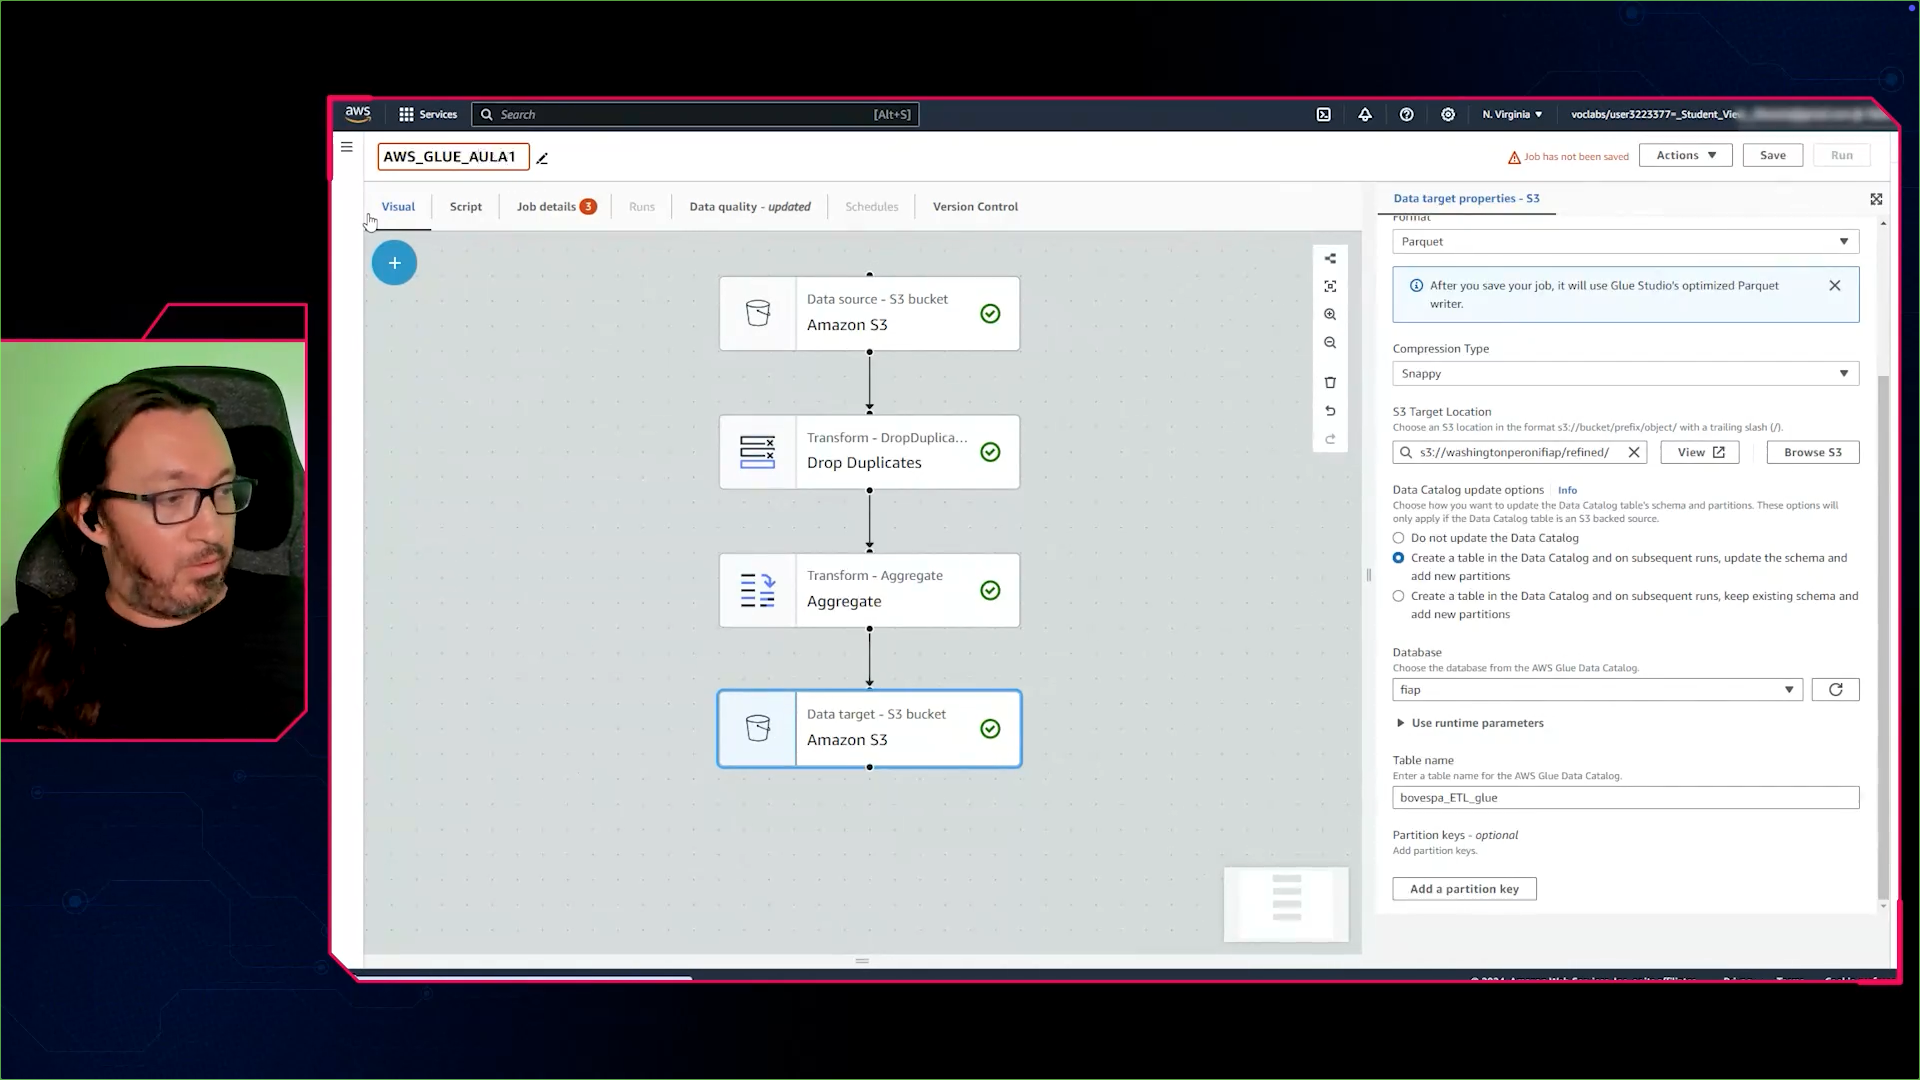 aws
Services
Search
[Alt+S]
N. Virginia ▼
voclabs/user3223377=_Student_Vie
AWS_GLUE_AULA1
Job has not been saved
Actions ▼
Save
Run
Visual
Script
Job details 3
Runs
Data quality - updated
Schedules
Version Control
Data source - S3 bucket
Amazon S3
Transform - DropDuplica...
Drop Duplicates
Transform - Aggregate
Aggregate
Data target - S3 bucket
Amazon S3
Data target properties - S3
Format
Parquet
After you save your job, it will use Glue Studio's optimized Parquet
writer.
Compression Type
Snappy
S3 Target Location
Choose an S3 location in the format s3://bucket/prefix/object/ with a trailing slash (/).
s3://washingtonperonifiap/refined/
View
Browse S3
Data Catalog update options
Info
Choose how you want to update the Data Catalog table's schema and partitions. These options will
only apply if the Data Catalog table is an S3 backed source.
Do not update the Data Catalog
Create a table in the Data Catalog and on subsequent runs, update the schema and
add new partitions
Create a table in the Data Catalog and on subsequent runs, keep existing schema and
add new partitions
Database
Choose the database from the AWS Glue Data Catalog.
fiap
Use runtime parameters
Table name
Enter a table name for the AWS Glue Data Catalog.
bovespa_ETL_glue
Partition keys - optional
Add partition keys.
Add a partition key